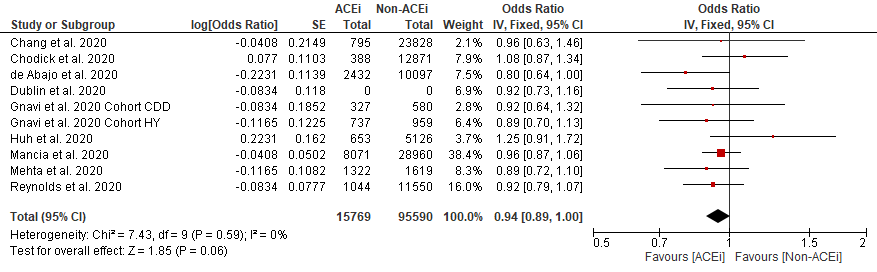 ACEi Non-ACEi Odds Ratio Odds Ratio
Study or Subgroup log[Odds Ratio] SE Total Total Weight IV, Fixed, 95% CI IV, Fixed, 95% CI
Chang et al. 2020 -0.0408 0.2149 795 23828 2.1% 0.96 [0.63, 1.46]
Chodick et al. 2020 0.077 0.1103 388 12871 7.9% 1.08 [0.87, 1.34]
de Abajo et al. 2020 -0.2231 0.1139 2432 10097 7.5% 0.80 [0.64, 1.00]
Dublin et al. 2020 -0.0834 0.118 0 0 6.9% 0.92 [0.73, 1.16]
Gnavi et al. 2020 Cohort CDD -0.0834 0.1852 327 580 2.8% 0.92 [0.64, 1.32]
Gnavi et al. 2020 Cohort HY -0.1165 0.1225 737 959 6.4% 0.89 [0.70, 1.13]
Huh et al. 2020 0.2231 0.162 653 5126 3.7% 1.25 [0.91, 1.72]
Mancia et al. 2020 -0.0408 0.0502 8071 28960 38.4% 0.96 [0.87, 1.06]
Mehta et al. 2020 -0.1165 0.1082 1322 1619 8.3% 0.89 [0.72, 1.10]
Reynolds et al. 2020 -0.0834 0.0777 1044 11550 16.0% 0.92 [0.79, 1.07]
Total (95% CI) 15769 95590 100.0% 0.94 [0.89, 1.00]
Heterogeneity: Chi² = 7.43, df = 9 (P = 0.59); I² = 0%
Test for overall effect: Z = 1.85 (P = 0.06)
0.5 0.7 1 1.5 2
Favours [ACEi] Favours [Non-ACEi]